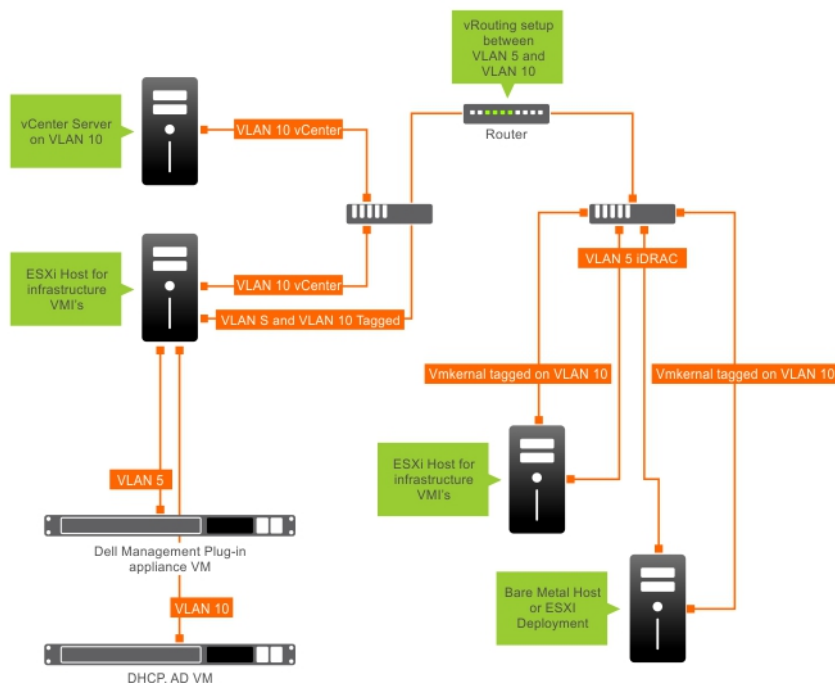 vRouting setup
between
VLAN 5 and
VLAN 10
Router
vCenter Server
on VLAN 10
VLAN 10 vCenter
ESXi Host for
infrastructure
VMI's
VLAN 10 vCenter
VLAN S and VLAN 10 Tagged
VLAN 5 iDRAC
Vmkernal tagged on VLAN 10
Vmkernal tagged on VLAN 10
ESXi Host for
infrastructure
VMI's
VLAN 5
Dell Management Plug-in
appliance VM
VLAN 10
DHCP, AD VM
Bare Metal Host
or ESXI
Deployment